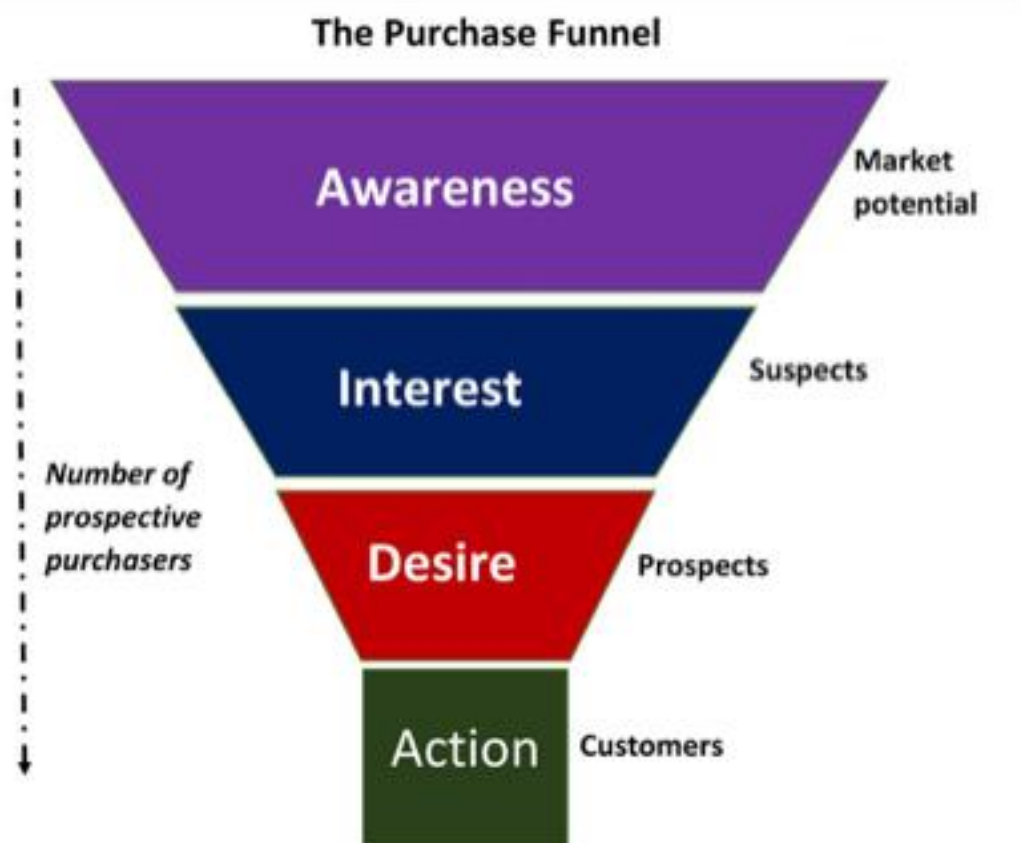 The Purchase Funnel
Awareness
Market
potential
Interest
Suspects
Number of
prospective
purchasers
Desire
Prospects
Action
Customers